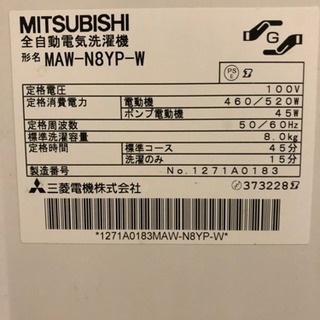 MITSUBISHI
全自動電気洗濯機
形名 MAW-N8YP-W
G
PS E
定格電圧 100V
定格消費電力 電動機 460/520W
ポンプ電動機 45W
定格周波数 50/60Hz
標準洗濯容量 8.0kg
定格時間 標準コース 45分
洗濯のみ 15分
製造番号 No.1271A0183
三菱電機株式会社 373228
*1271A0183MAW-N8YP-W*